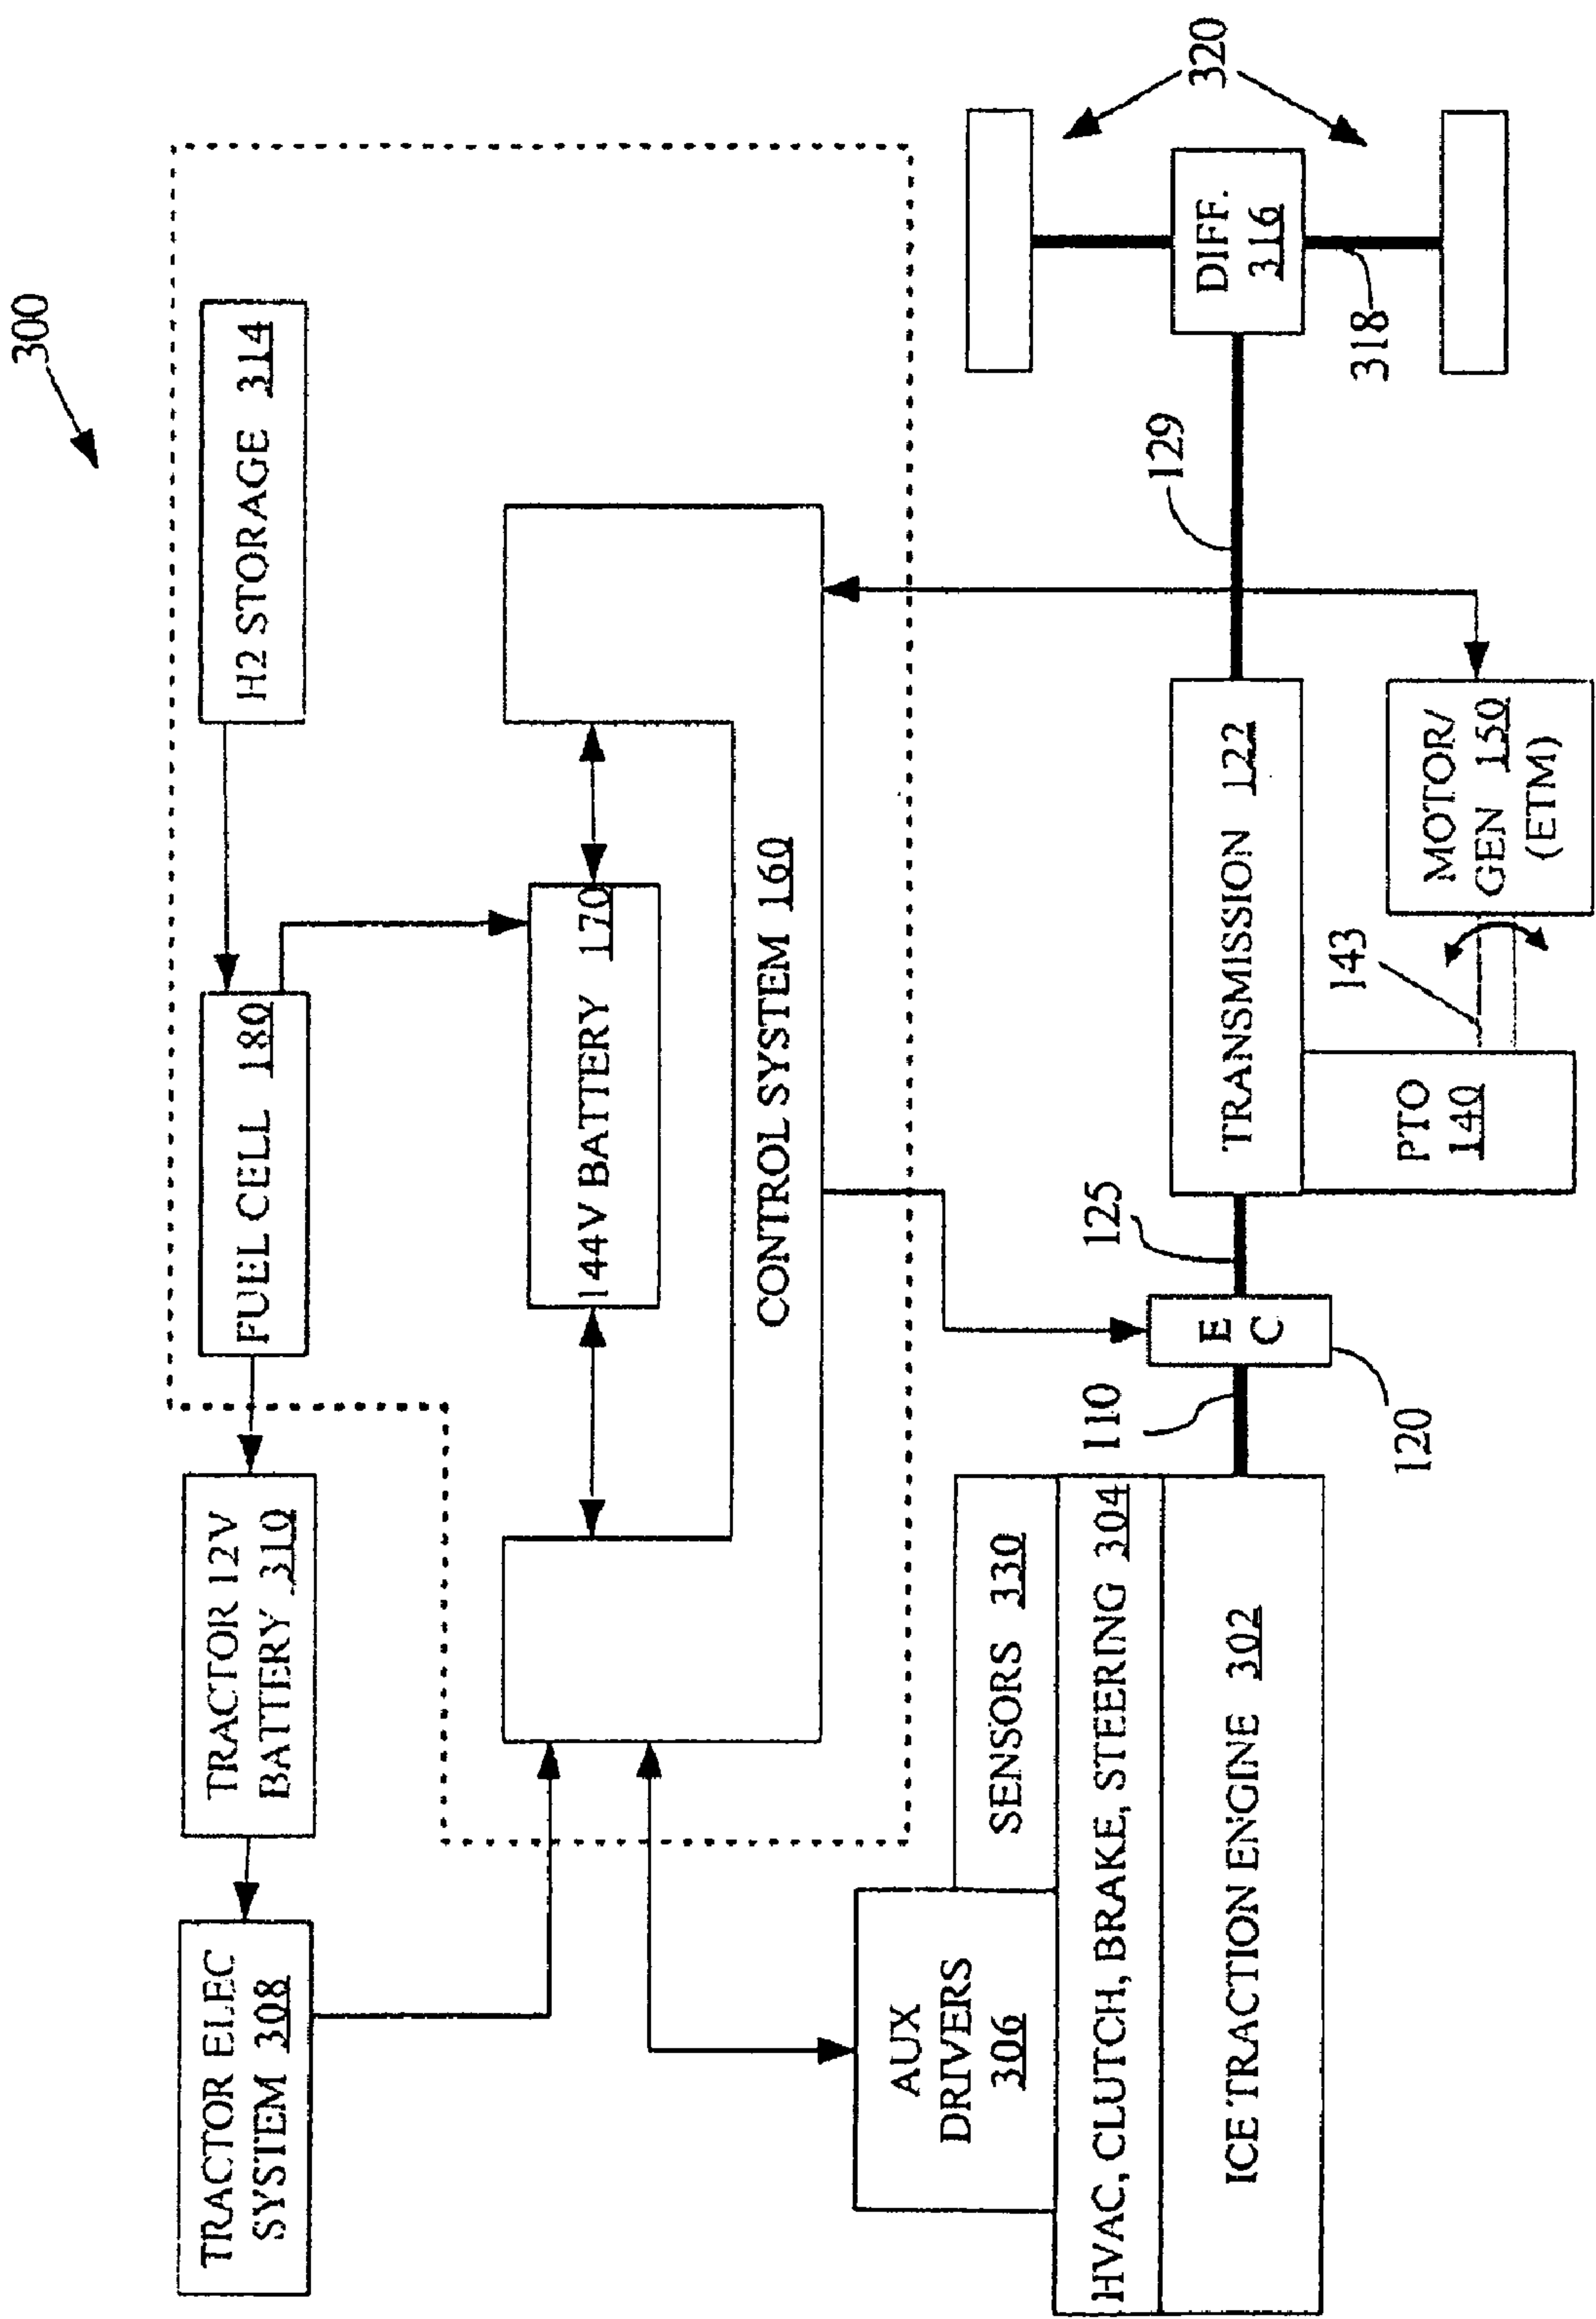 300
TRACTOR ELEC
SYSTEM 308
TRACTOR 12V
BATTERY 310
FUEL CELL 180
H2 STORAGE 314
144V BATTERY 170
CONTROL SYSTEM 160
AUX
DRIVERS
306
SENSORS 330
HVAC, CLUTCH, BRAKE, STEERING 304
ICE TRACTION ENGINE 302
110
E
C
120
125
TRANSMISSION 122
PTO
140
143
MOTOR/
GEN 150
(ETM)
129
DIFF.
316
318
320